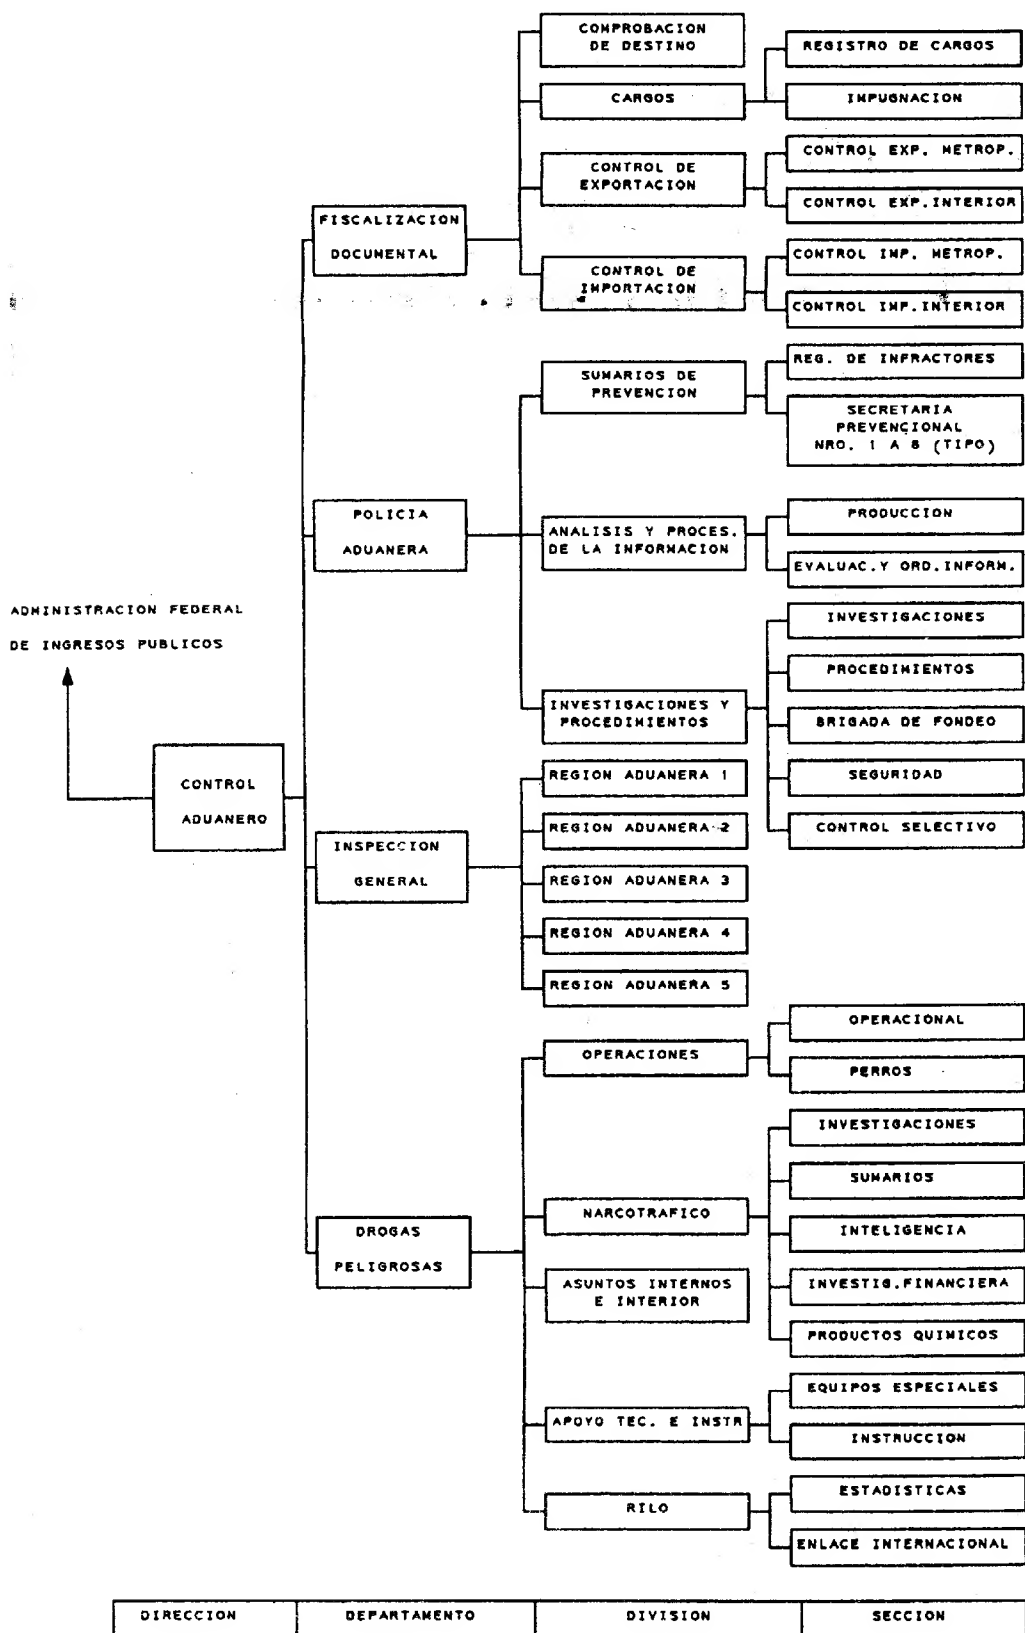 COMPROBACION
DE DESTINO
REGISTRO DE CARGOS
CARGOS
IMPUGNACION
CONTROL DE
EXPORTACION
CONTROL EXP. METROP.
CONTROL EXP.INTERIOR
FISCALIZACION
DOCUMENTAL
CONTROL DE
IMPORTACION
CONTROL IMP. METROP.
CONTROL IMP.INTERIOR
SUMARIOS DE
PREVENCION
REG. DE INFRACTORES
SECRETARIA
PREVENCIONAL
NRO. 1 A 8 (TIPO)
POLICIA
ADUANERA
ANALISIS Y PROCES.
DE LA INFORMACION
PRODUCCION
EVALUAC.Y ORD.INFORM.
ADMINISTRACION FEDERAL
DE INGRESOS PUBLICOS
INVESTIGACIONES Y
PROCEDIMIENTOS
INVESTIGACIONES
PROCEDIMIENTOS
BRIGADA DE FONDEO
SEGURIDAD
CONTROL SELECTIVO
CONTROL
ADUANERO
INSPECCION
GENERAL
REGION ADUANERA 1
REGION ADUANERA 2
REGION ADUANERA 3
REGION ADUANERA 4
REGION ADUANERA 5
OPERACIONES
OPERACIONAL
PERROS
DROGAS
PELIGROSAS
NARCOTRAFICO
INVESTIGACIONES
SUMARIOS
INTELIGENCIA
INVESTIG.FINANCIERA
PRODUCTOS QUIMICOS
ASUNTOS INTERNOS
E INTERIOR
APOYO TEC. E INSTR
EQUIPOS ESPECIALES
INSTRUCCION
RILO
ESTADISTICAS
ENLACE INTERNACIONAL
DIRECCION DEPARTAMENTO DIVISION SECCION